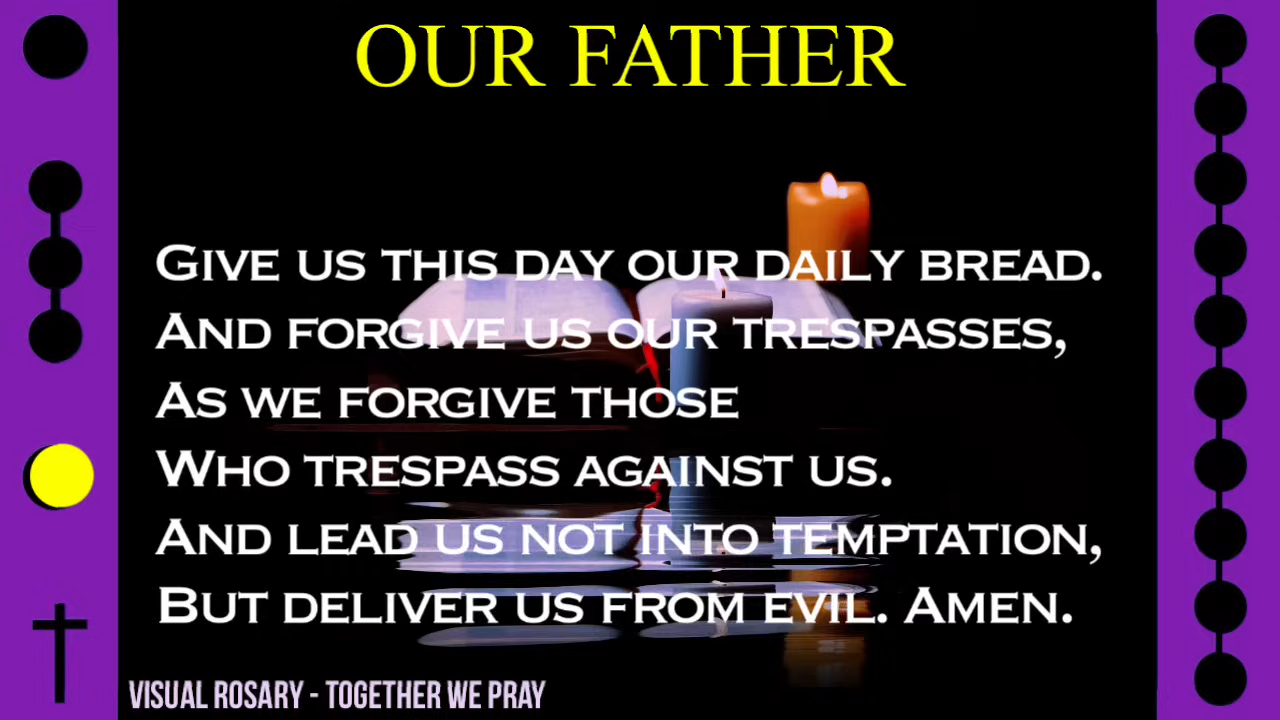 OUR FATHER
GIVE US THIS DAY OUR DAILY BREAD.
AND FORGIVE US OUR TRESPASSES,
AS WE FORGIVE THOSE
WHO TRESPASS AGAINST US.
AND LEAD US NOT INTO TEMPTATION,
BUT DELIVER US FROM EVIL. AMEN.
VISUAL ROSARY - TOGETHER WE PRAY